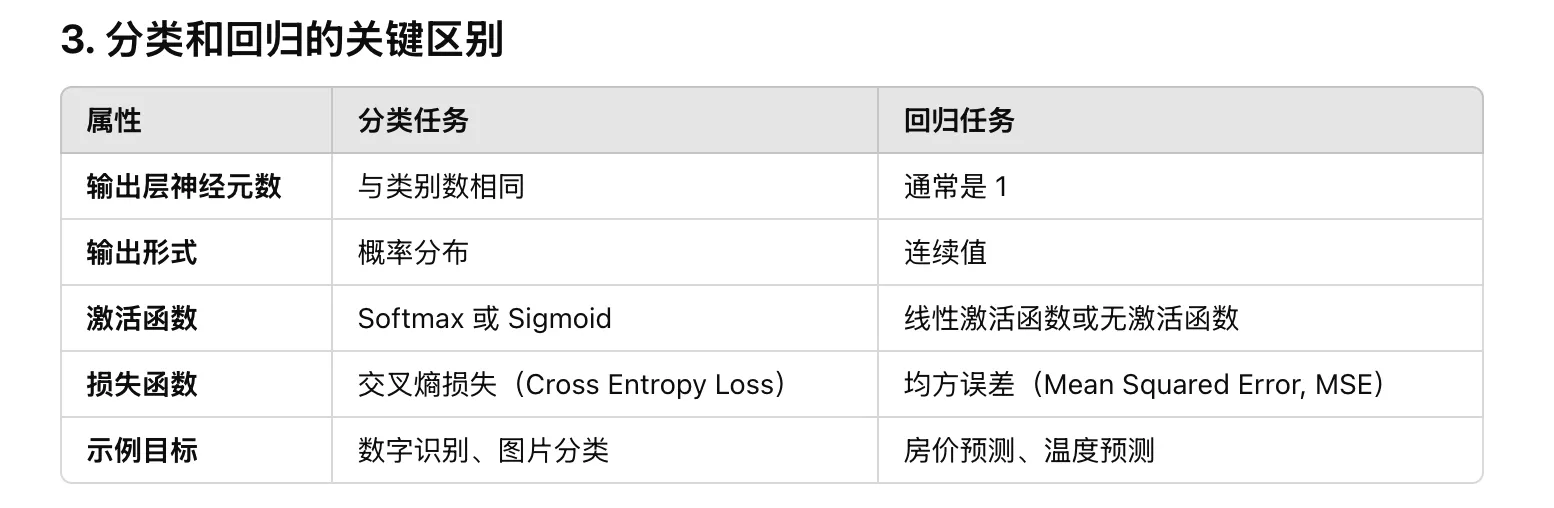 3. 分类和回归的关键区别
属性 分类任务 回归任务
输出层神经元数 与类别数相同 通常是 1
输出形式 概率分布 连续值
激活函数 Softmax 或 Sigmoid 线性激活函数或无激活函数
损失函数 交叉熵损失（Cross Entropy Loss） 均方误差（Mean Squared Error, MSE）
示例目标 数字识别、图片分类 房价预测、温度预测